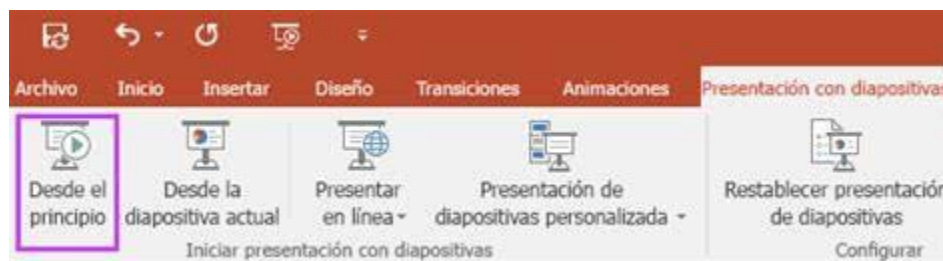 Archivo Inicio Insertar Diseño Transiciones Animaciones Presentación con diapositivas
Desde el principio
Desde la diapositiva actual
Presentar en línea
Presentación de diapositivas personalizada
Restablecer presentación de diapositivas
Iniciar presentación con diapositivas
Configurar